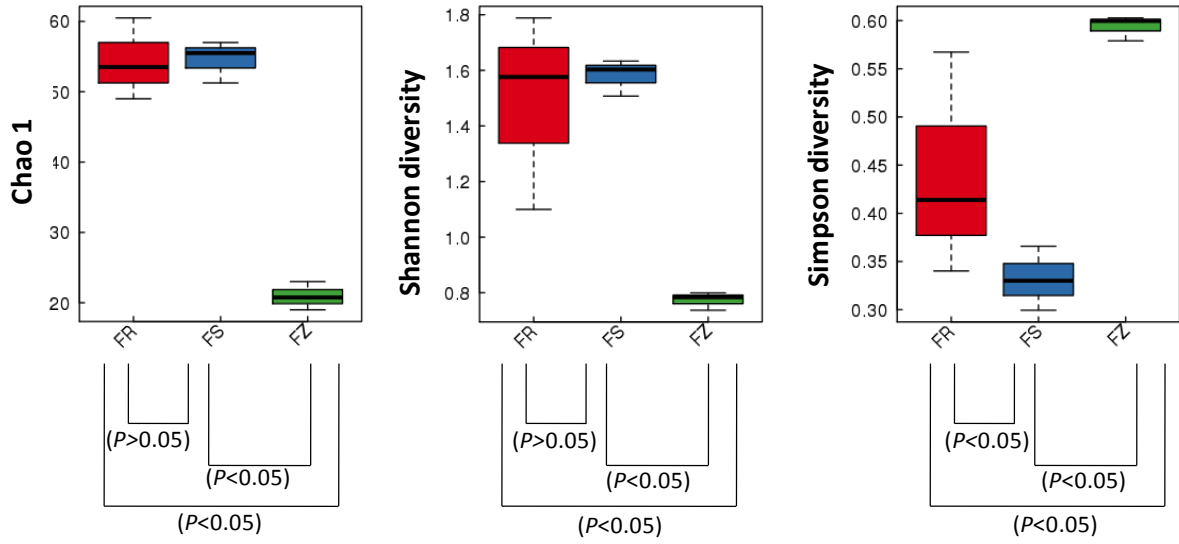 Chao 1
60
50
40
30
20
FR
FS
FZ
(P>0.05)
(P<0.05)
(P<0.05)
Shannon diversity
1.8
1.6
1.4
1.2
1.0
0.8
FR
FS
FZ
(P>0.05)
(P<0.05)
(P<0.05)
Simpson diversity
0.60
0.55
0.50
0.45
0.40
0.35
0.30
FR
FS
FZ
(P<0.05)
(P<0.05)
(P<0.05)